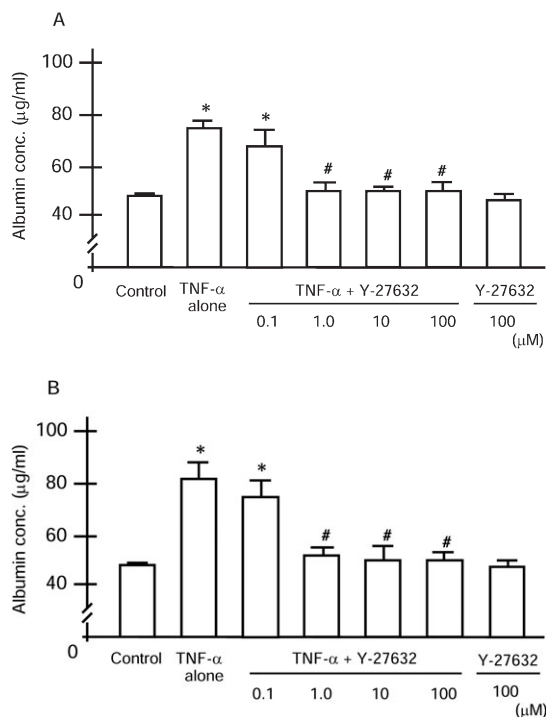 A
Albumin conc. (μg/ml)
100
80
60
40
0
* * # # #
Control TNF-α alone TNF-α + Y-27632 Y-27632
0.1 1.0 10 100 100
(μM)
B
Albumin conc. (μg/ml)
100
80
60
40
0
* * # # #
Control TNF-α alone TNF-α + Y-27632 Y-27632
0.1 1.0 10 100 100
(μM)